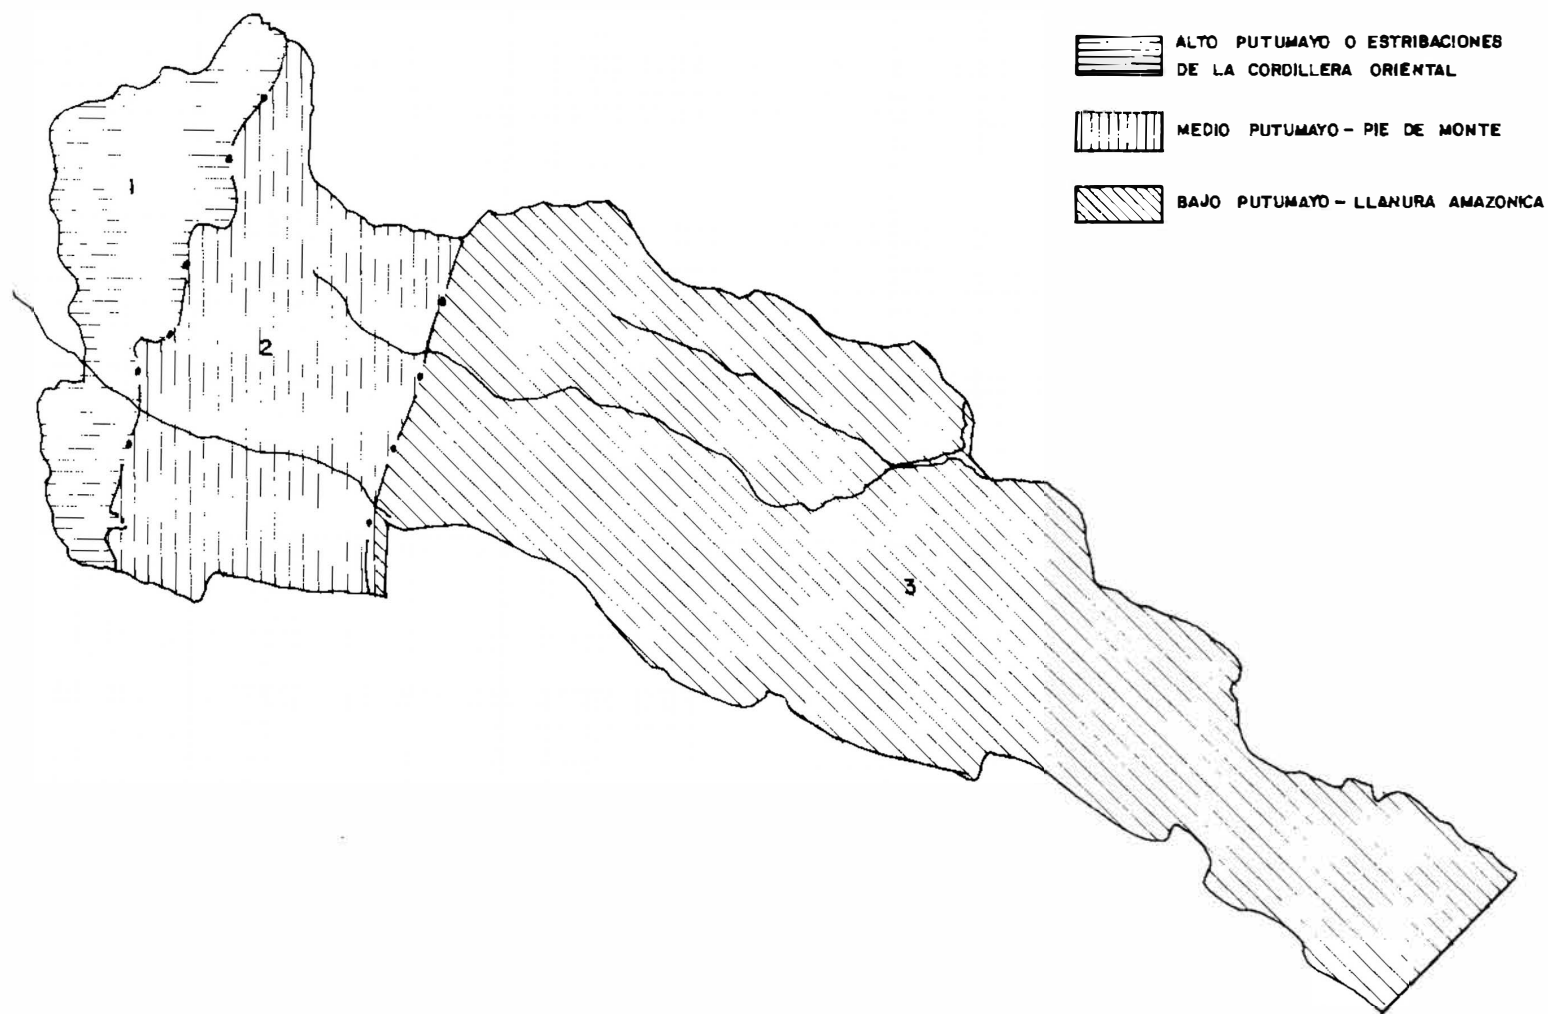 ALTO PUTUMAYO O ESTRIBACIONES
DE LA CORDILLERA ORIENTAL
MEDIO PUTUMAYO - PIE DE MONTE
BAJO PUTUMAYO - LLANURA AMAZONICA
1
2
3